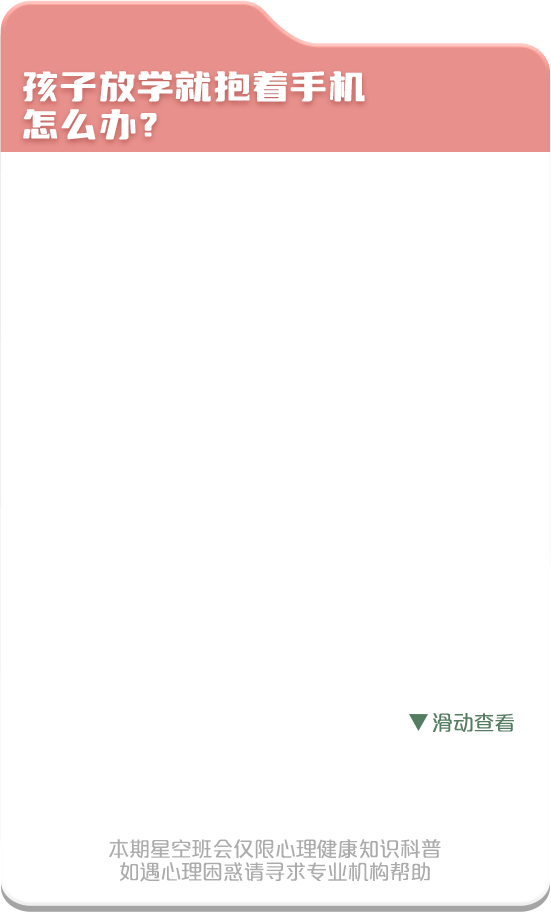 孩子放学就抱着手机
怎么办？
▼滑动查看
本期星空班会仅限心理健康知识科普
如遇心理困惑请寻求专业机构帮助